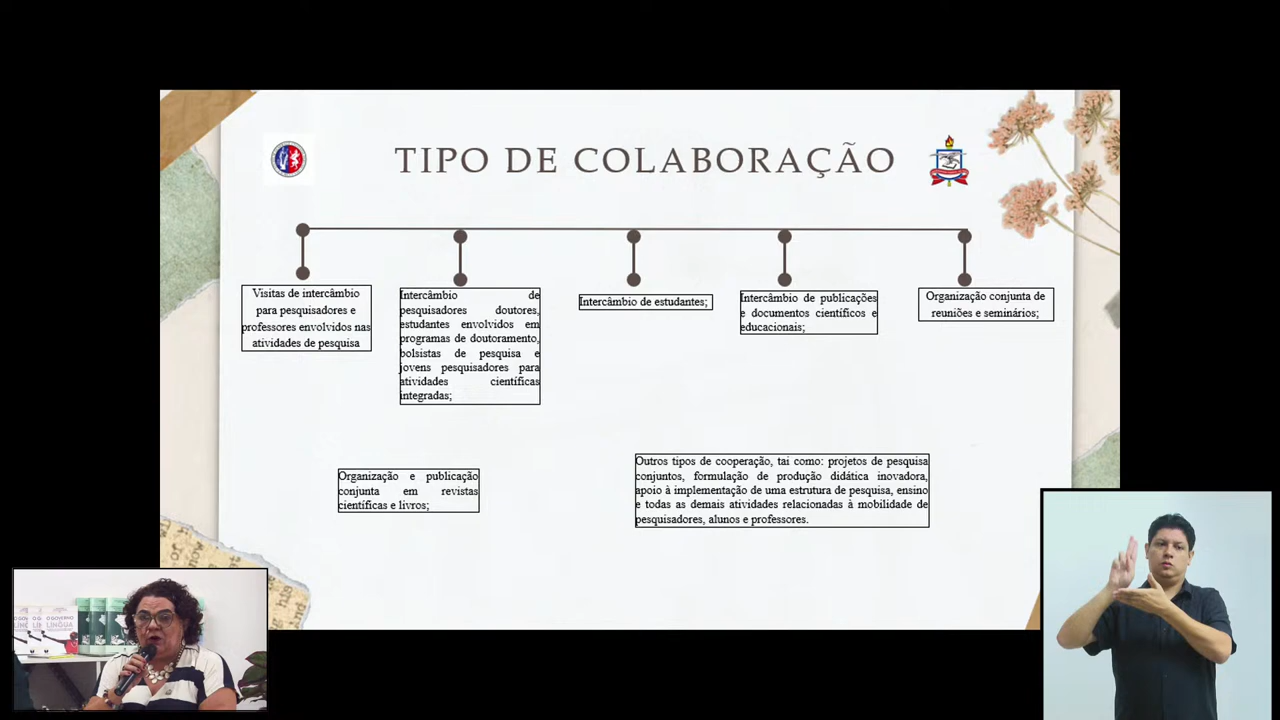 TIPO DE COLABORAÇÃO
Visitas de intercâmbio
para pesquisadores e
professores envolvidos nas
atividades de pesquisa
Intercâmbio de
pesquisadores doutores,
estudantes envolvidos em
programas de doutoramento,
bolsistas de pesquisa e
jovens pesquisadores para
atividades científicas
integradas;
Intercâmbio de estudantes;
Intercâmbio de publicações
e documentos científicos e
educacionais;
Organização conjunta de
reuniões e seminários;
Organização e publicação
conjunta em revistas
científicas e livros;
Outros tipos de cooperação, tai como: projetos de pesquisa
conjuntos, formulação de produção didática inovadora,
apoio à implementação de uma estrutura de pesquisa, ensino
e todas as demais atividades relacionadas à mobilidade de
pesquisadores, alunos e professores.